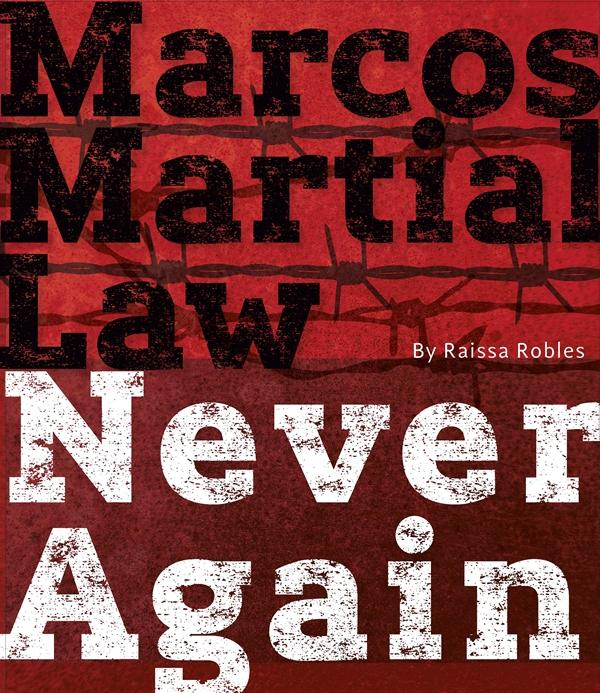 Marcos
Martial
Law
By Raissa Robles
Never
Again